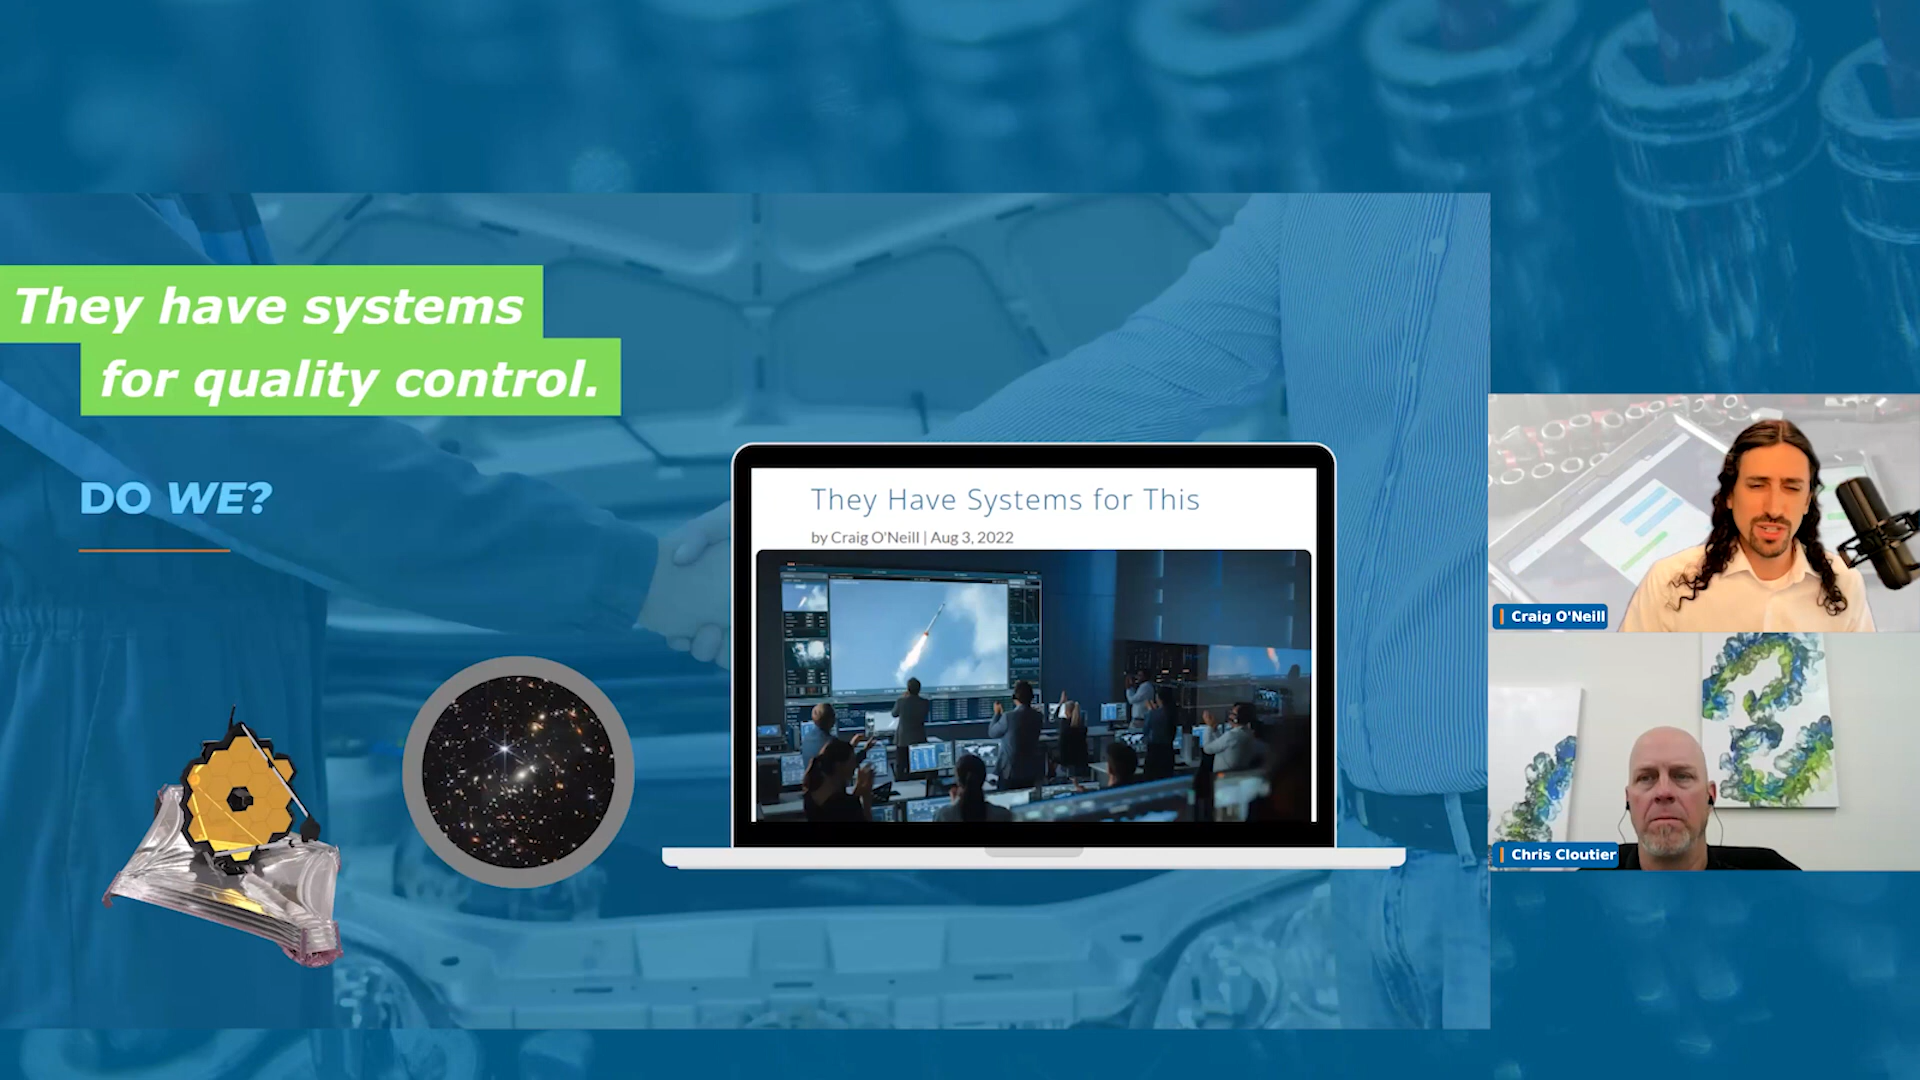 They have systems
for quality control.
DO WE?
They Have Systems for This
by Craig O'Neill | Aug 3, 2022
Craig O'Neill
Chris Cloutier